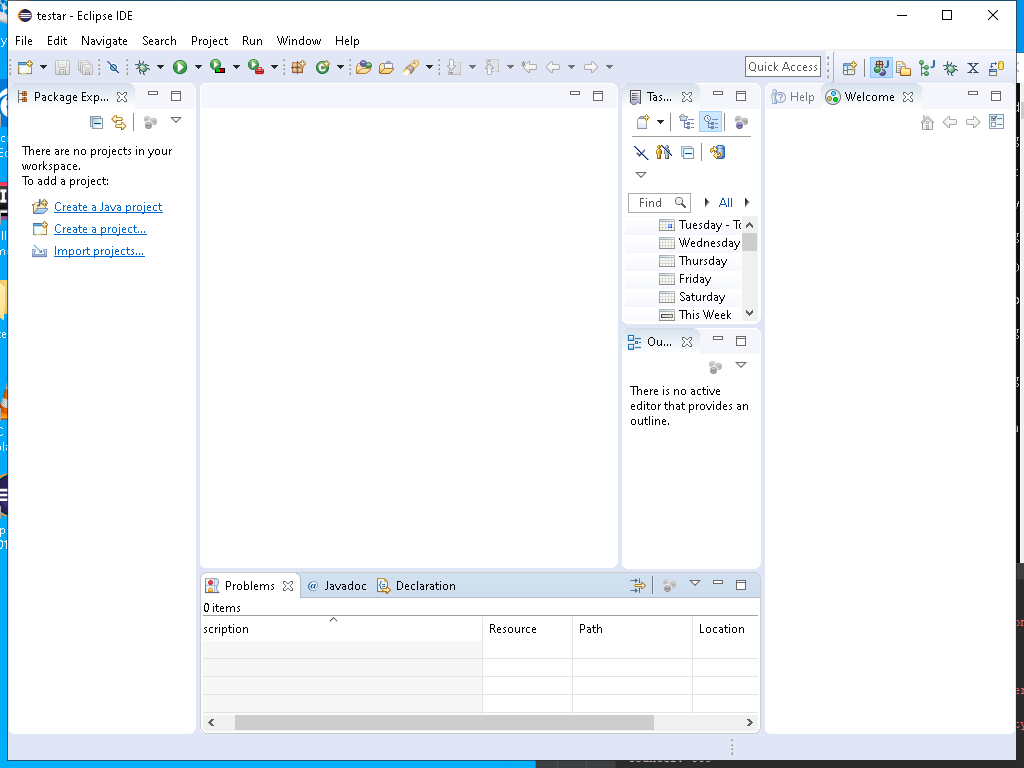 testar - Eclipse IDE
File Edit Navigate Search Project Run Window Help
Quick Access
Package Exp...
There are no projects in your
workspace.
To add a project:
Create a Java project
Create a project...
Import projects...
Tas...
Find
All
Tuesday - To
Wednesday
Thursday
Friday
Saturday
This Week
Ou...
There is no active
editor that provides an
outline.
Help Welcome
Problems @ Javadoc Declaration
0 items
scription Resource Path Location